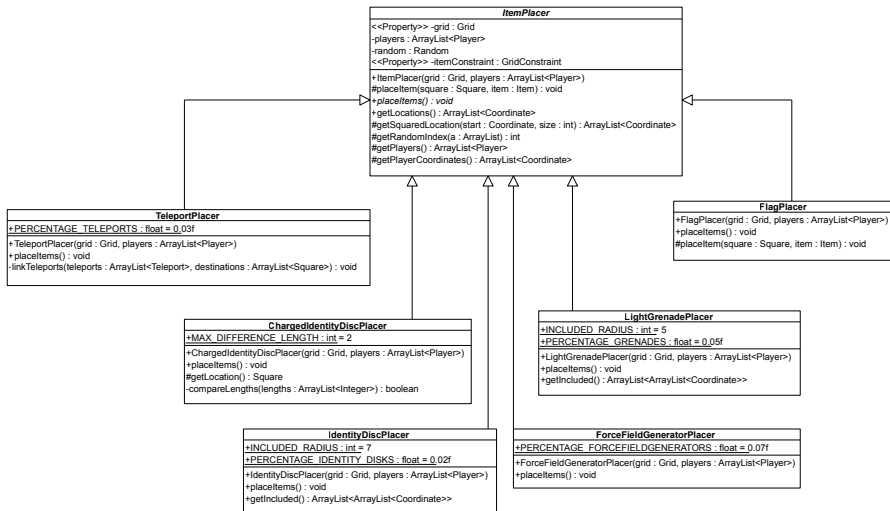 ItemPlacer
<<Property>> -grid : Grid
-players : ArrayList<Player>
-random : Random
<<Property>> -itemConstraint : GridConstraint
+ItemPlacer(grid : Grid, players : ArrayList<Player>)
#placeItem(square : Square, item : Item) : void
+placeItems() : void
+getLocations() : ArrayList<Coordinate>
#getSquaredLocation(start : Coordinate, size : int) : ArrayList<Coordinate>
#getRandomIndex(a : ArrayList) : int
#getPlayers() : ArrayList<Player>
#getPlayerCoordinates() : ArrayList<Coordinate>
TeleportPlacer
+PERCENTAGE_TELEPORTS : float = 0.03f
+TeleportPlacer(grid : Grid, players : ArrayList<Player>)
+placeItems() : void
-linkTeleports(teleports : ArrayList<Teleport>, destinations : ArrayList<Square>) : void
FlagPlacer
+FlagPlacer(grid : Grid, players : ArrayList<Player>)
+placeItems() : void
#placeItem(square : Square, item : Item) : void
ChargedIdentityDiscPlacer
+MAX_DIFFERENCE_LENGTH : int = 2
+ChargedIdentityDiscPlacer(grid : Grid, players : ArrayList<Player>)
+placeItems() : void
#getLocation() : Square
-compareLengths(lengths : ArrayList<Integer>) : boolean
LightGrenadePlacer
+INCLUDED_RADIUS : int = 5
+PERCENTAGE_GRENADES : float = 0.05f
+LightGrenadePlacer(grid : Grid, players : ArrayList<Player>)
+placeItems() : void
+getIncluded() : ArrayList<ArrayList<Coordinate>>
IdentityDiscPlacer
+INCLUDED_RADIUS : int = 7
+PERCENTAGE_IDENTITY_DISKS : float = 0.02f
+IdentityDiscPlacer(grid : Grid, players : ArrayList<Player>)
+placeItems() : void
+getIncluded() : ArrayList<ArrayList<Coordinate>>
ForceFieldGeneratorPlacer
+PERCENTAGE_FORCEFIELDGENERATORS : float = 0.07f
+ForceFieldGeneratorPlacer(grid : Grid, players : ArrayList<Player>)
+placeItems() : void